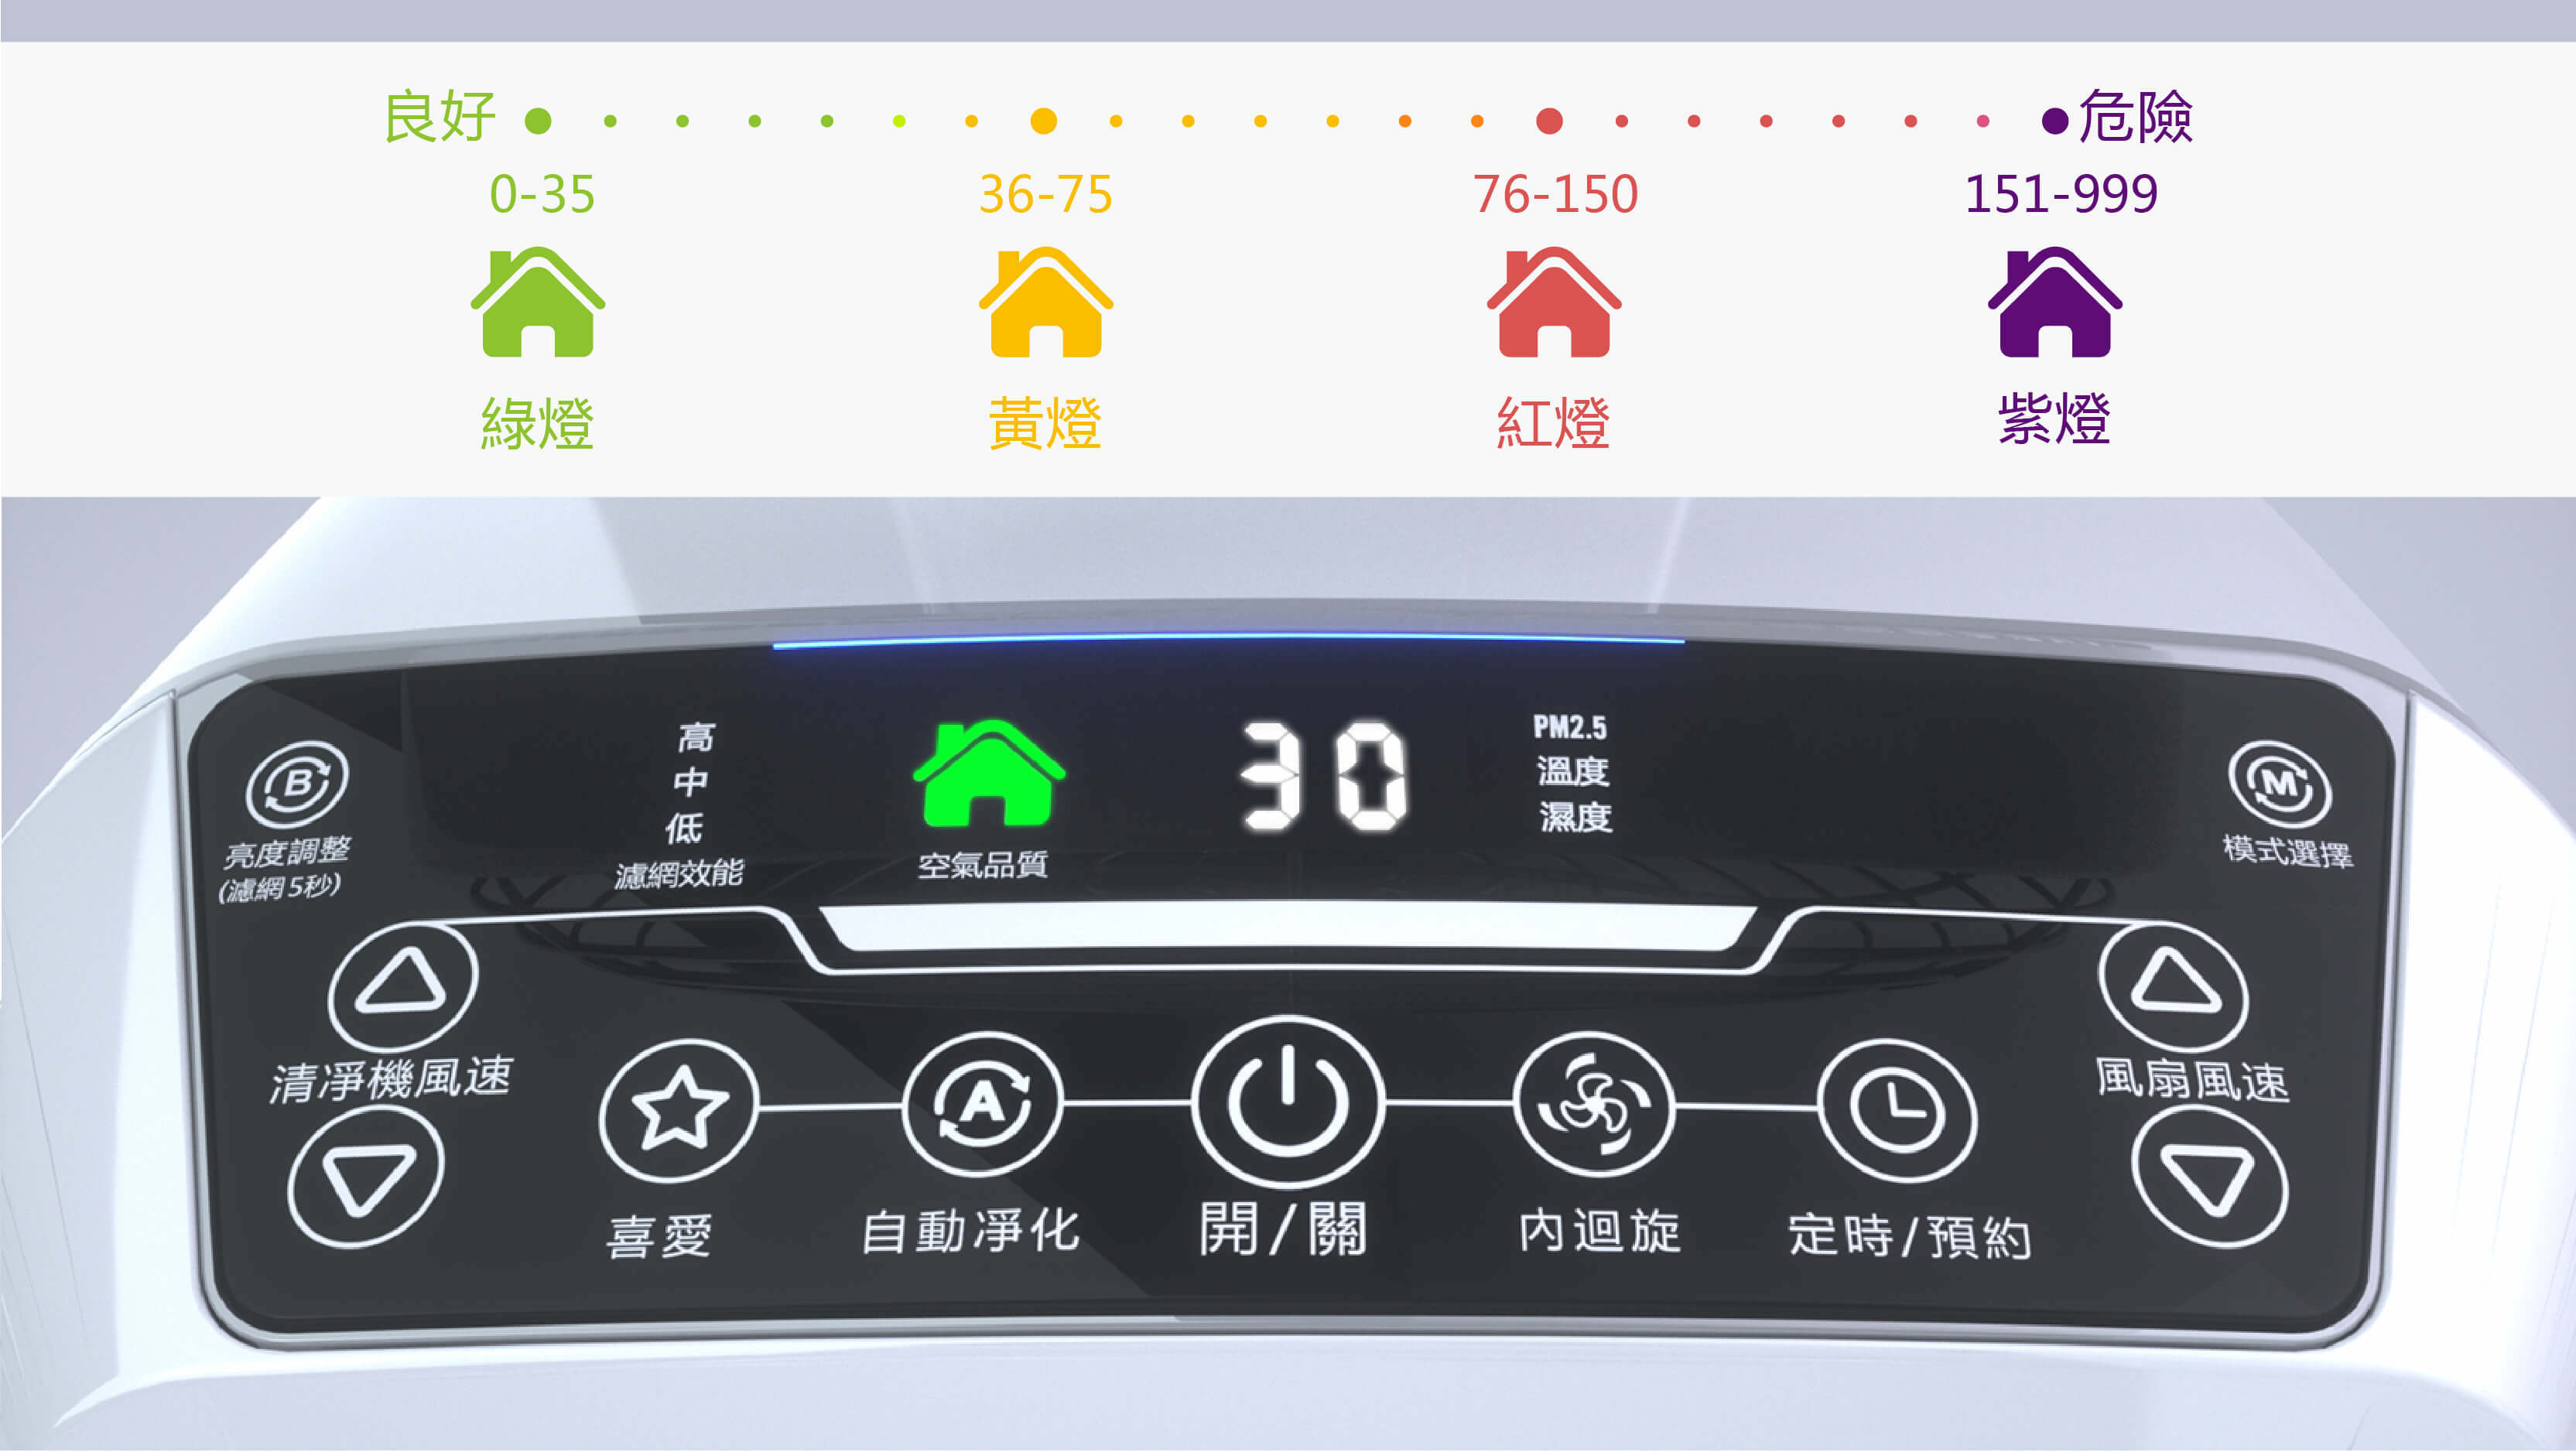 良好 危險
0-35 36-75 76-150 151-999
綠燈 黃燈 紅燈 紫燈
高
中
低
濾網效能
空氣品質
30
PM2.5
溫度
濕度
B
亮度調整
(濾網5秒)
M
模式選擇
清凈機風速
風扇風速
A
喜愛 自動凈化 開/關 內迴旋 定時/預約